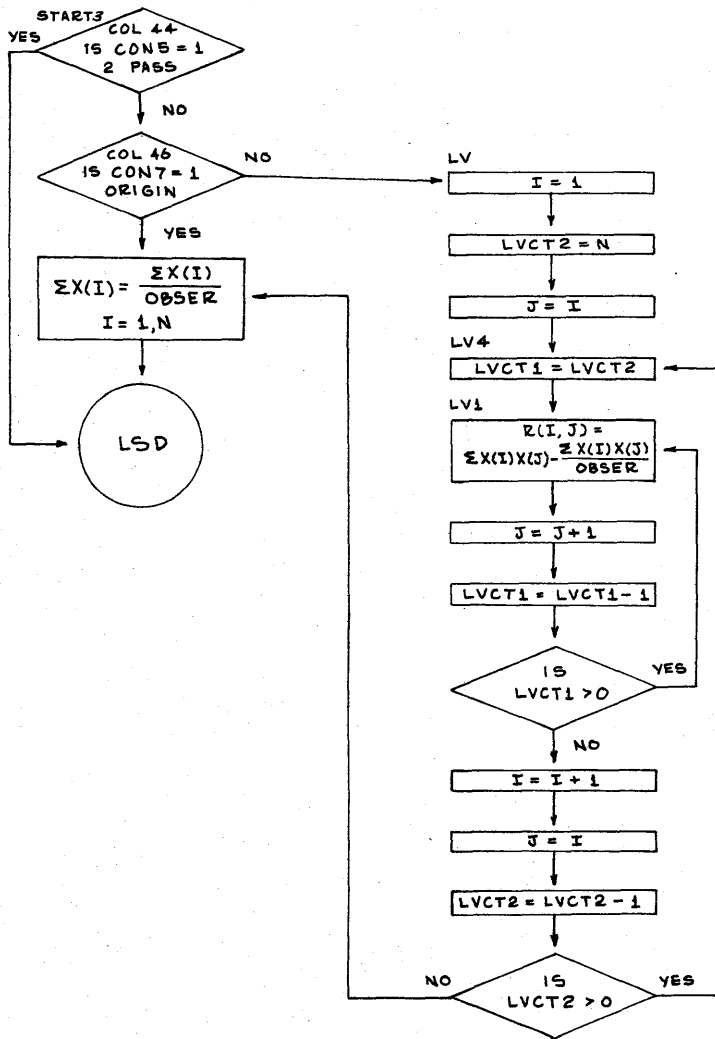 START3
YES
COL 44
IS CON5 = 1
2 PASS
NO
COL 46
IS CON7 = 1
ORIGIN
NO
YES
ΣX(I) = ΣX(I)
OBSER
I = 1, N
LSD
LV
I = 1
LVCT2 = N
J = I
LV4
LVCT1 = LVCT2
LV1
R(I, J) =
ΣX(I)X(J) - ΣX(I)X(J)
OBSER
J = J + 1
LVCT1 = LVCT1 - 1
IS
LVCT1 > 0
YES
NO
I = I + 1
J = I
LVCT2 = LVCT2 - 1
NO
IS
LVCT2 > 0
YES